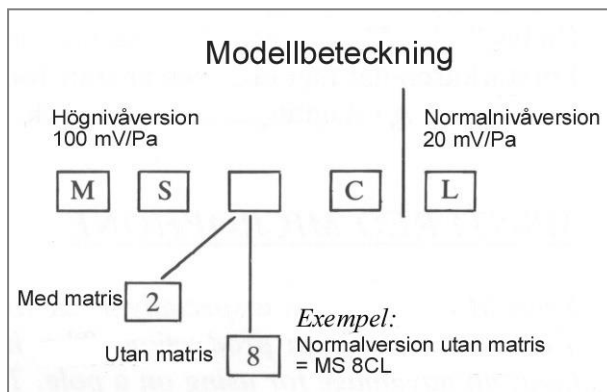 Modellbeteckning
Högnivåversion
100 mV/Pa
Normalnivåversion
20 mV/Pa
M S C L
Med matris 2
Utan matris 8
Exempel:
Normalversion utan matris
= MS 8CL